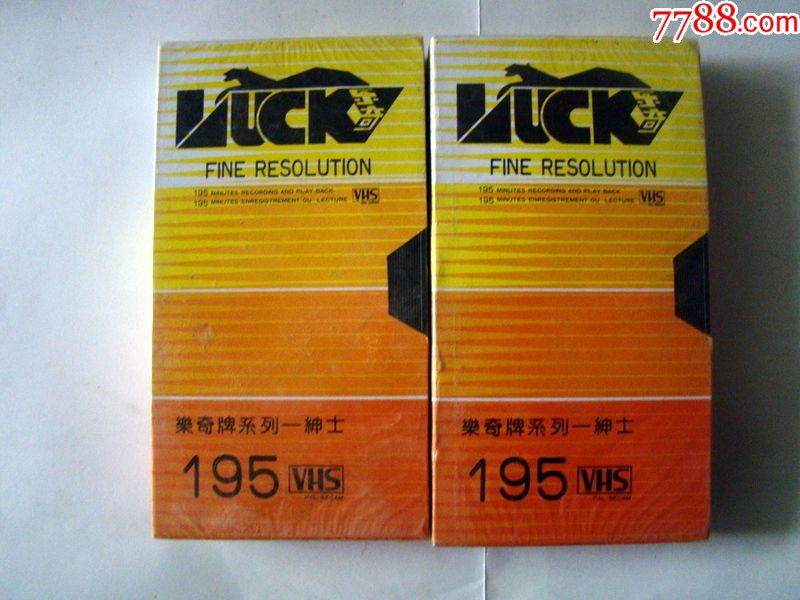 7788.com
LUCKY
樂奇
FINE RESOLUTION
195 MINUTES RECORDING AND PLAY BACK
195 MINUTES ENREGISTREMENT OU LECTURE VHS
樂奇牌系列一紳士
195 VHS
PAL-SECAM
LUCKY
樂奇
FINE RESOLUTION
195 MINUTES RECORDING AND PLAY BACK
195 MINUTES ENREGISTREMENT OU LECTURE VHS
樂奇牌系列一紳士
195 VHS
PAL-SECAM